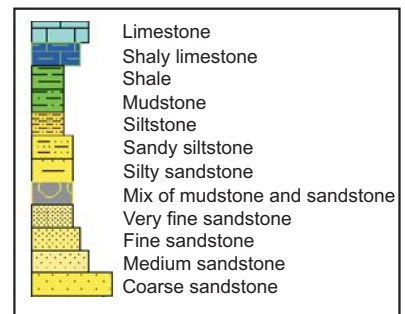 Limestone
Shaly limestone
Shale
Mudstone
Siltstone
Sandy siltstone
Silty sandstone
Mix of mudstone and sandstone
Very fine sandstone
Fine sandstone
Medium sandstone
Coarse sandstone